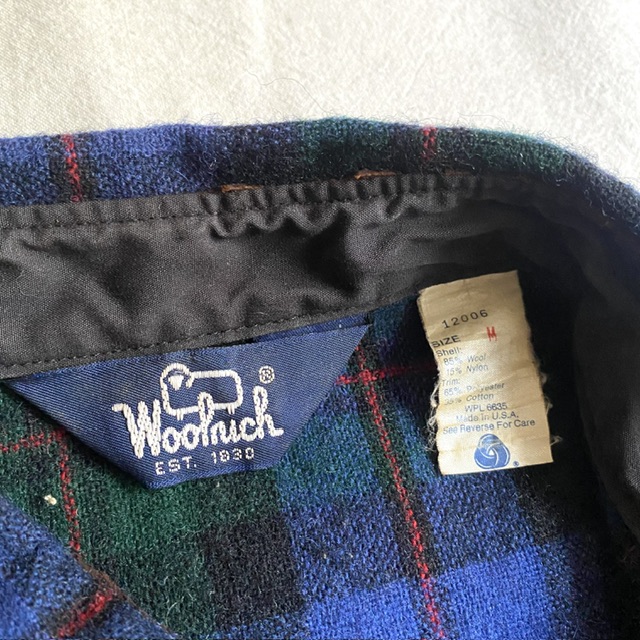 Woolrich®
EST. 1830
12006
SIZE M
Shell:
85% Wool
15% Nylon
Trim:
65% Polyester
Cotton
WPL 6635
Made in U.S.A.
See Reverse For Care
®